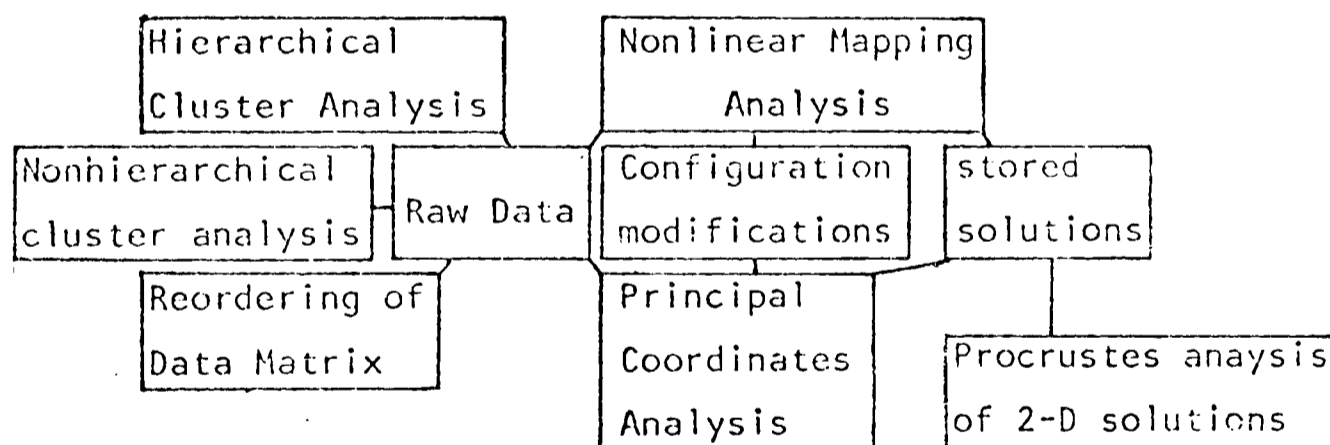 Hierarchical
Cluster Analysis
Nonlinear Mapping
Analysis
Nonhierarchical
cluster analysis
Raw Data
Configuration
modifications
stored
solutions
Reordering of
Data Matrix
Principal
Coordinates
Analysis
Procrustes anaysis
of 2-D solutions